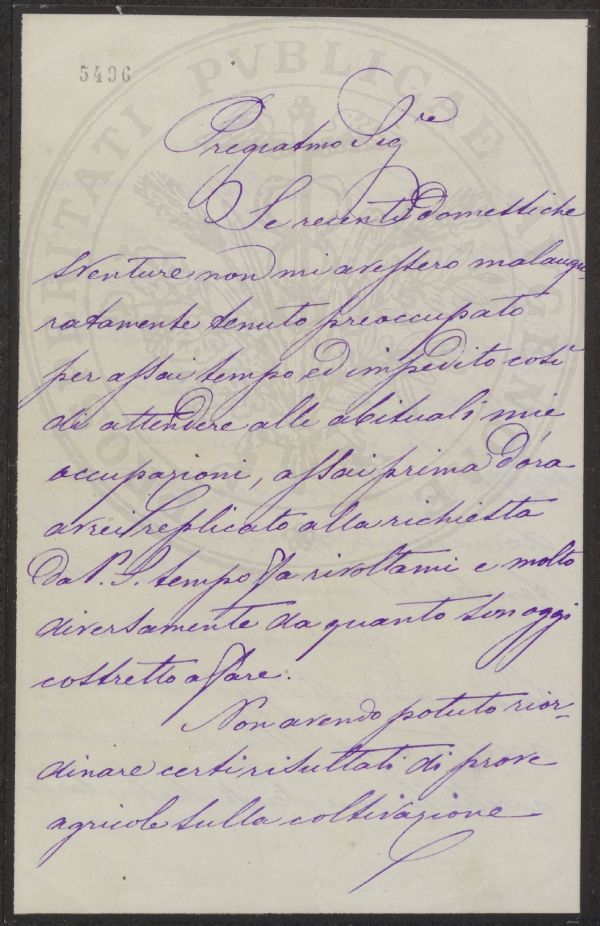 5496
Pregiatmo Sigre
Se recenti domestiche
sventure non mi avessero malaugu-
ratamente tenuto preoccupato
per assai tempo ed impedito così
di attendere alle abituali mie
occupazioni, assai prima d'ora
avrei replicato alla richiesta
da V. S. tempo fa rivoltami e molto
diversamente da quanto son oggi
costretto a fare.
Non avendo potuto rior-
dinare certi risultati di prove
agricole sulla coltivazione